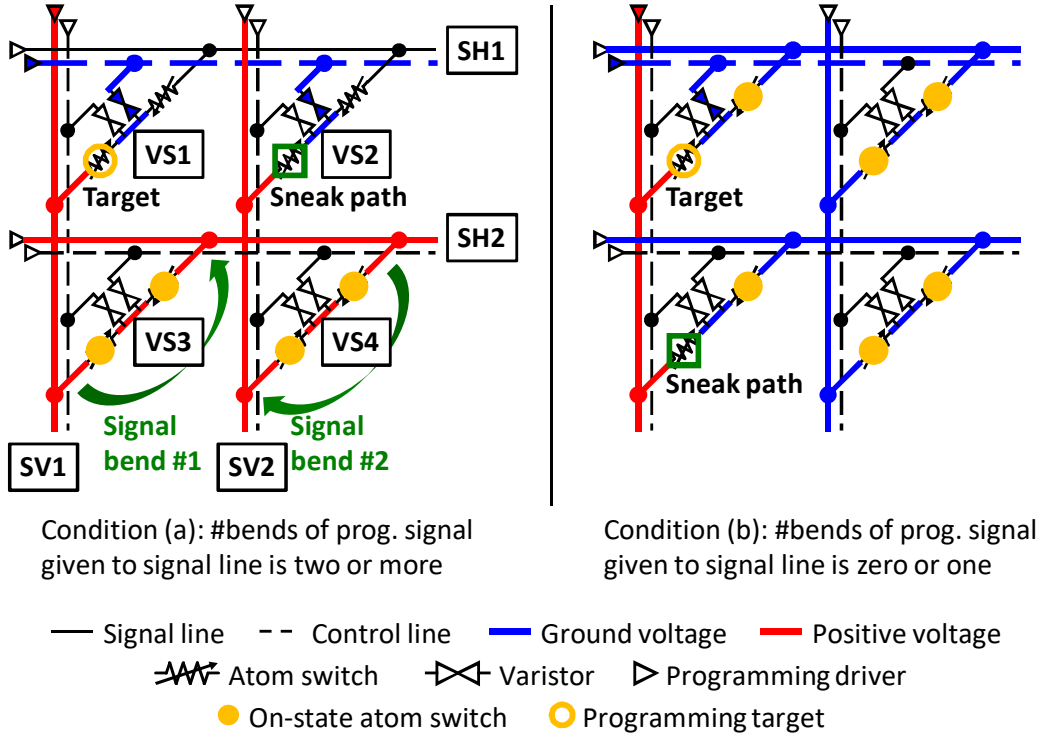 SH1
VS1
VS2
Target
Sneak path
SH2
VS3
VS4
Signal
bend #1
Signal
bend #2
SV1
SV2
Target
Sneak path
Condition (a): #bends of prog. signal
given to signal line is two or more
Condition (b): #bends of prog. signal
given to signal line is zero or one
Signal line
Control line
Ground voltage
Positive voltage
Atom switch
Varistor
Programming driver
On-state atom switch
Programming target